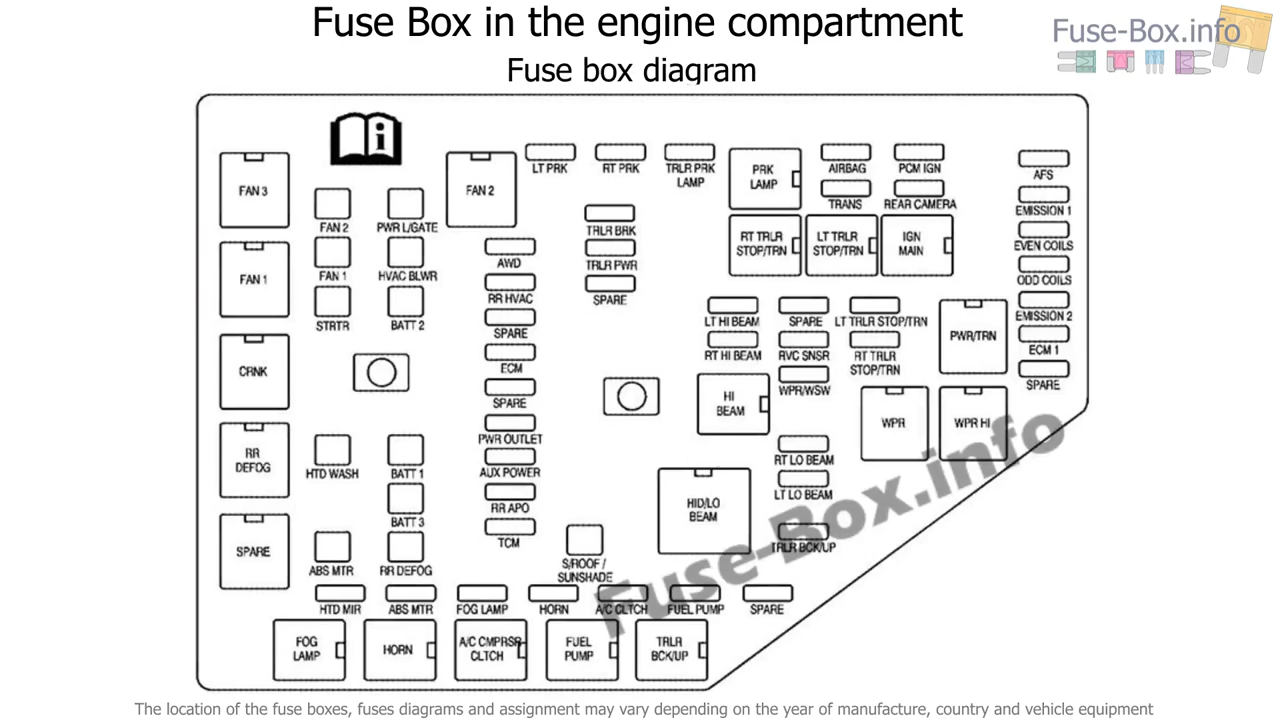 Fuse Box in the engine compartment
Fuse box diagram
Fuse-Box.info
FAN 3
FAN 2
PWR L/GATE
FAN 2
LT PRK
RT PRK
TRLR PRK
LAMP
PRK
LAMP
AIRBAG
PCM IGN
TRANS
REAR CAMERA
AFS
EMISSION 1
EVEN COILS
ODD COILS
EMISSION 2
ECM 1
SPARE
FAN 1
FAN 1
HVAC BLWR
STRTR
BATT 2
AWD
RR HVAC
SPARE
ECM
SPARE
PWR OUTLET
AUX POWER
RR APO
TCM
TRLR BRK
TRLR PWR
SPARE
RT TRLR
STOP/TRN
LT TRLR
STOP/TRN
IGN
MAIN
LT HI BEAM
SPARE
LT TRLR STOP/TRN
RT HI BEAM
RVC SNSR
RT TRLR
STOP/TRN
WPR/WSW
PWR/TRN
CRNK
HI
BEAM
WPR
WPR HI
RR
DEFOG
HTD WASH
BATT 1
BATT 3
RT LO BEAM
LT LO BEAM
HID/LO
BEAM
TRLR BCK/UP
SPARE
ABS MTR
RR DEFOG
S/ROOF /
SUNSHADE
HTD MIR
ABS MTR
FOG LAMP
HORN
A/C CLTCH
FUEL PUMP
SPARE
FOG
LAMP
HORN
A/C CMPRSR
CLTCH
FUEL
PUMP
TRLR
BCK/UP
Fuse-Box.info
The location of the fuse boxes, fuses diagrams and assignment may vary depending on the year of manufacture, country and vehicle equipment